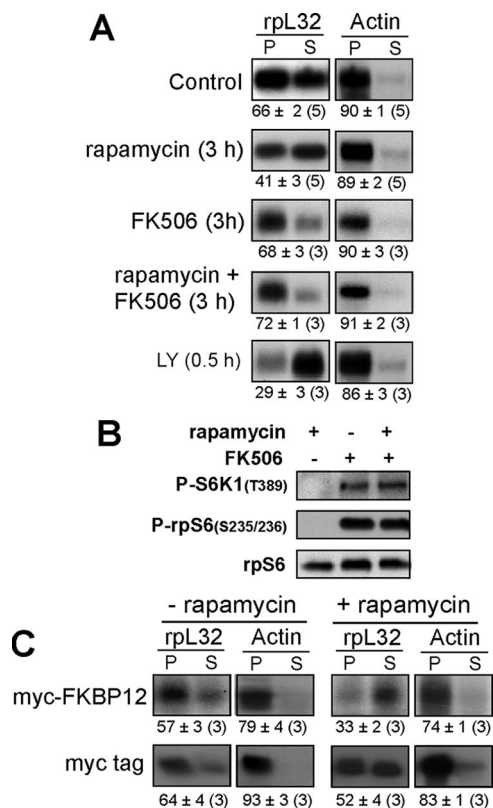 A
rpL32 Actin
P S P S
Control
66 ± 2 (5) 90 ± 1 (5)
rapamycin (3 h)
41 ± 3 (5) 89 ± 2 (5)
FK506 (3h)
68 ± 3 (3) 90 ± 3 (3)
rapamycin +
FK506 (3 h)
72 ± 1 (3) 91 ± 2 (3)
LY (0.5 h)
29 ± 3 (3) 86 ± 3 (3)
B
rapamycin + - +
FK506 - + +
P-S6K1(T389)
P-rpS6(S235/236)
rpS6
- rapamycin + rapamycin
C
rpL32 Actin rpL32 Actin
P S P S P S P S
myc-FKBP12
57 ± 3 (3) 79 ± 4 (3) 33 ± 2 (3) 74 ± 1 (3)
myc tag
64 ± 4 (3) 93 ± 3 (3) 52 ± 4 (3) 83 ± 1 (3)